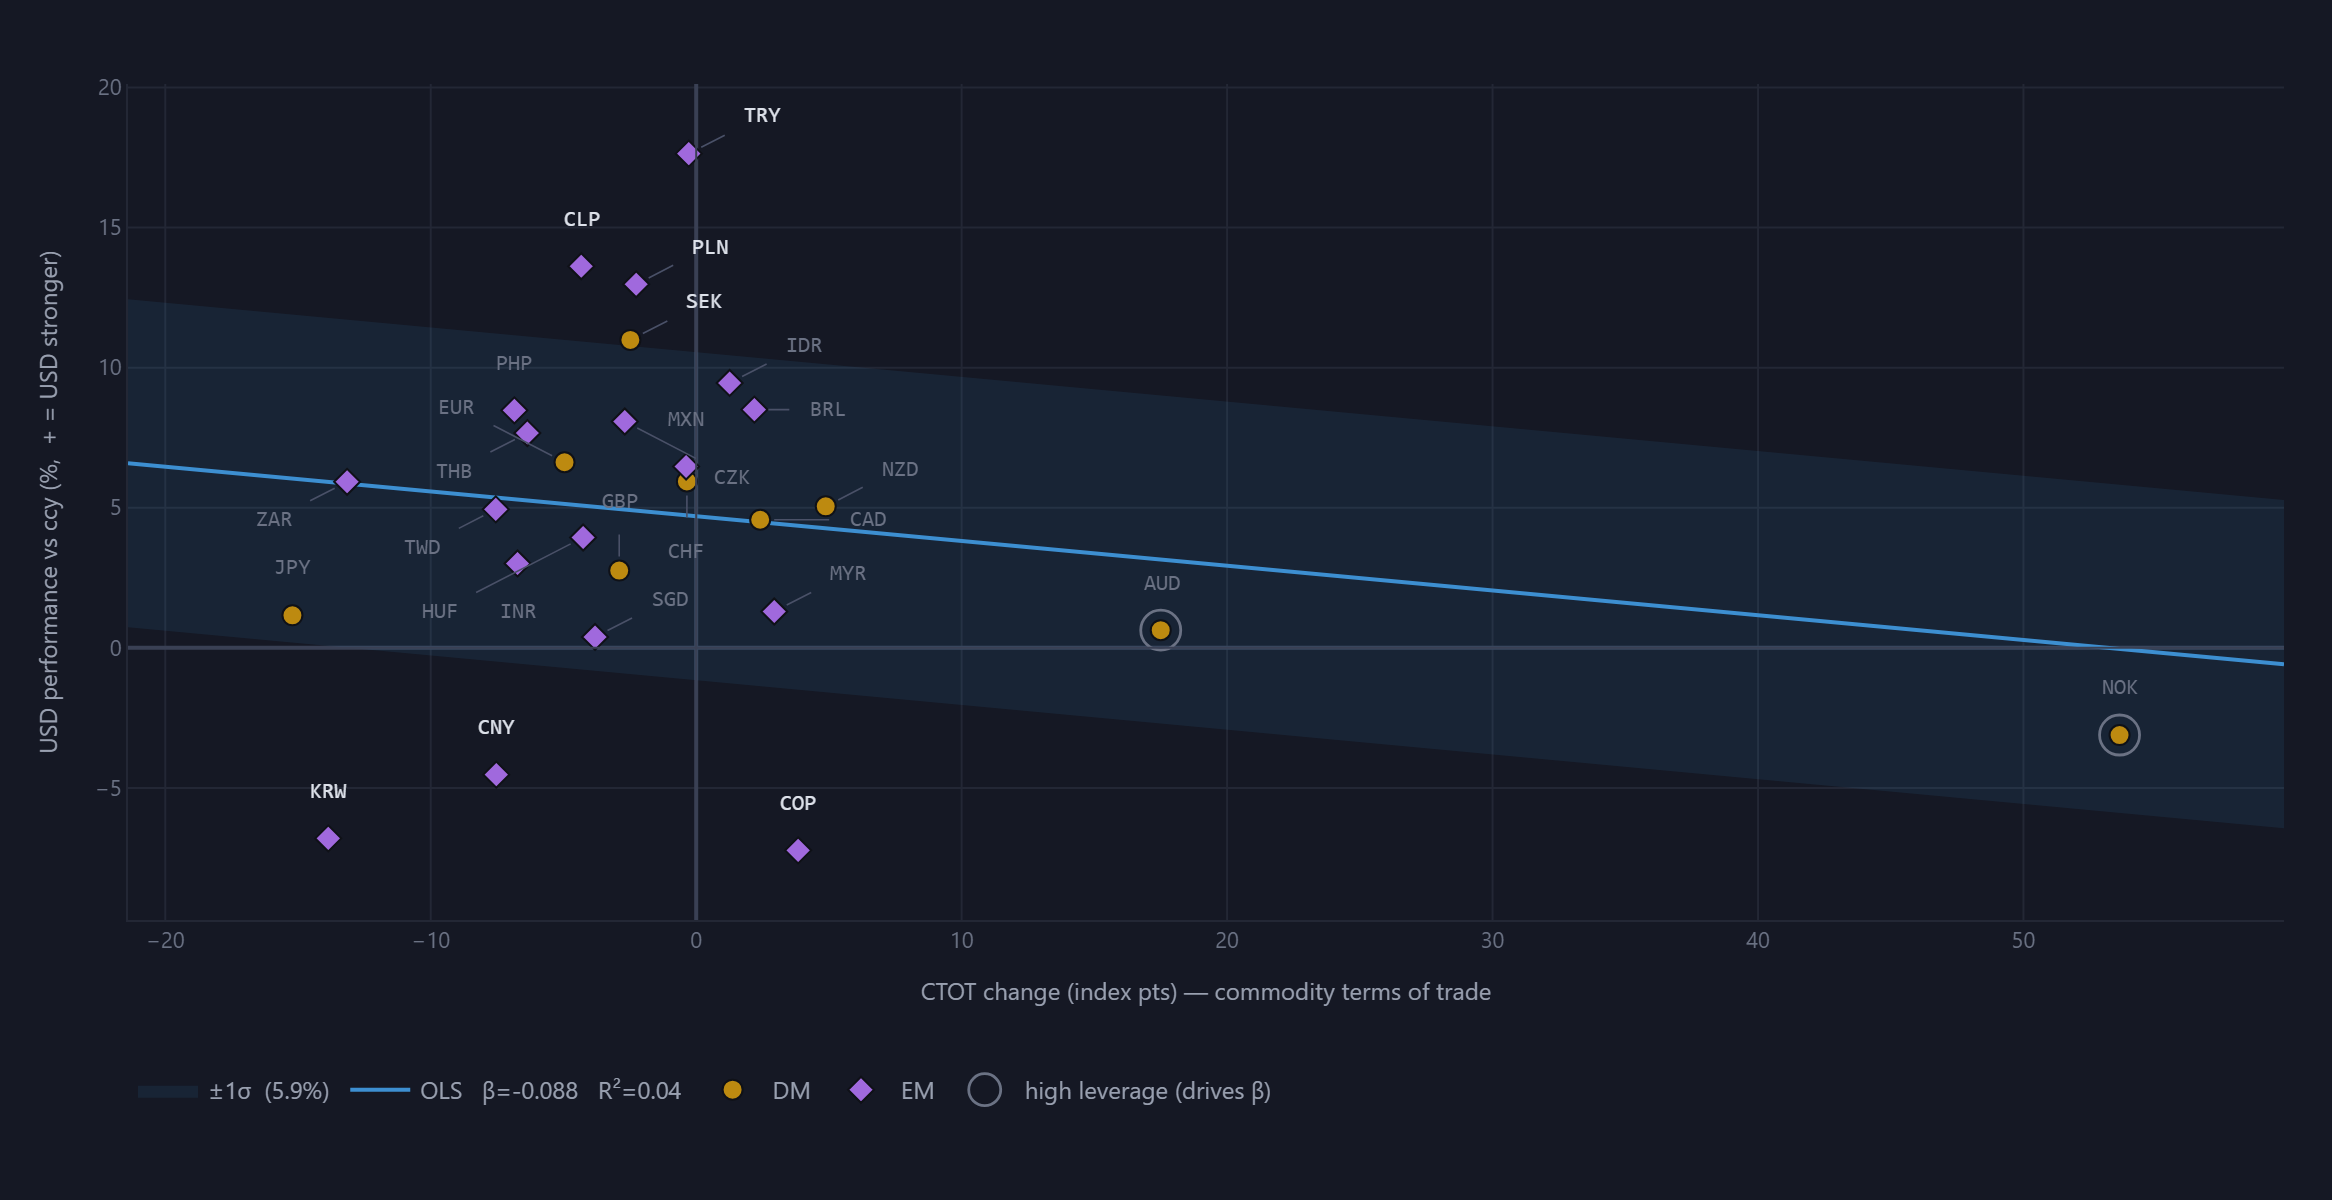 20
15
10
5
0
−5
USD performance vs ccy (%, + = USD stronger)
TRY
CLP
PLN
SEK
IDR
PHP
EUR
MXN
BRL
THB
CZK
NZD
GBP
ZAR
CAD
TWD
CHF
JPY
MYR
AUD
HUF
INR
SGD
NOK
CNY
KRW
COP
−20 −10 0 10 20 30 40 50
CTOT change (index pts) — commodity terms of trade
±1σ (5.9%) OLS β=-0.088 R²=0.04 DM EM high leverage (drives β)